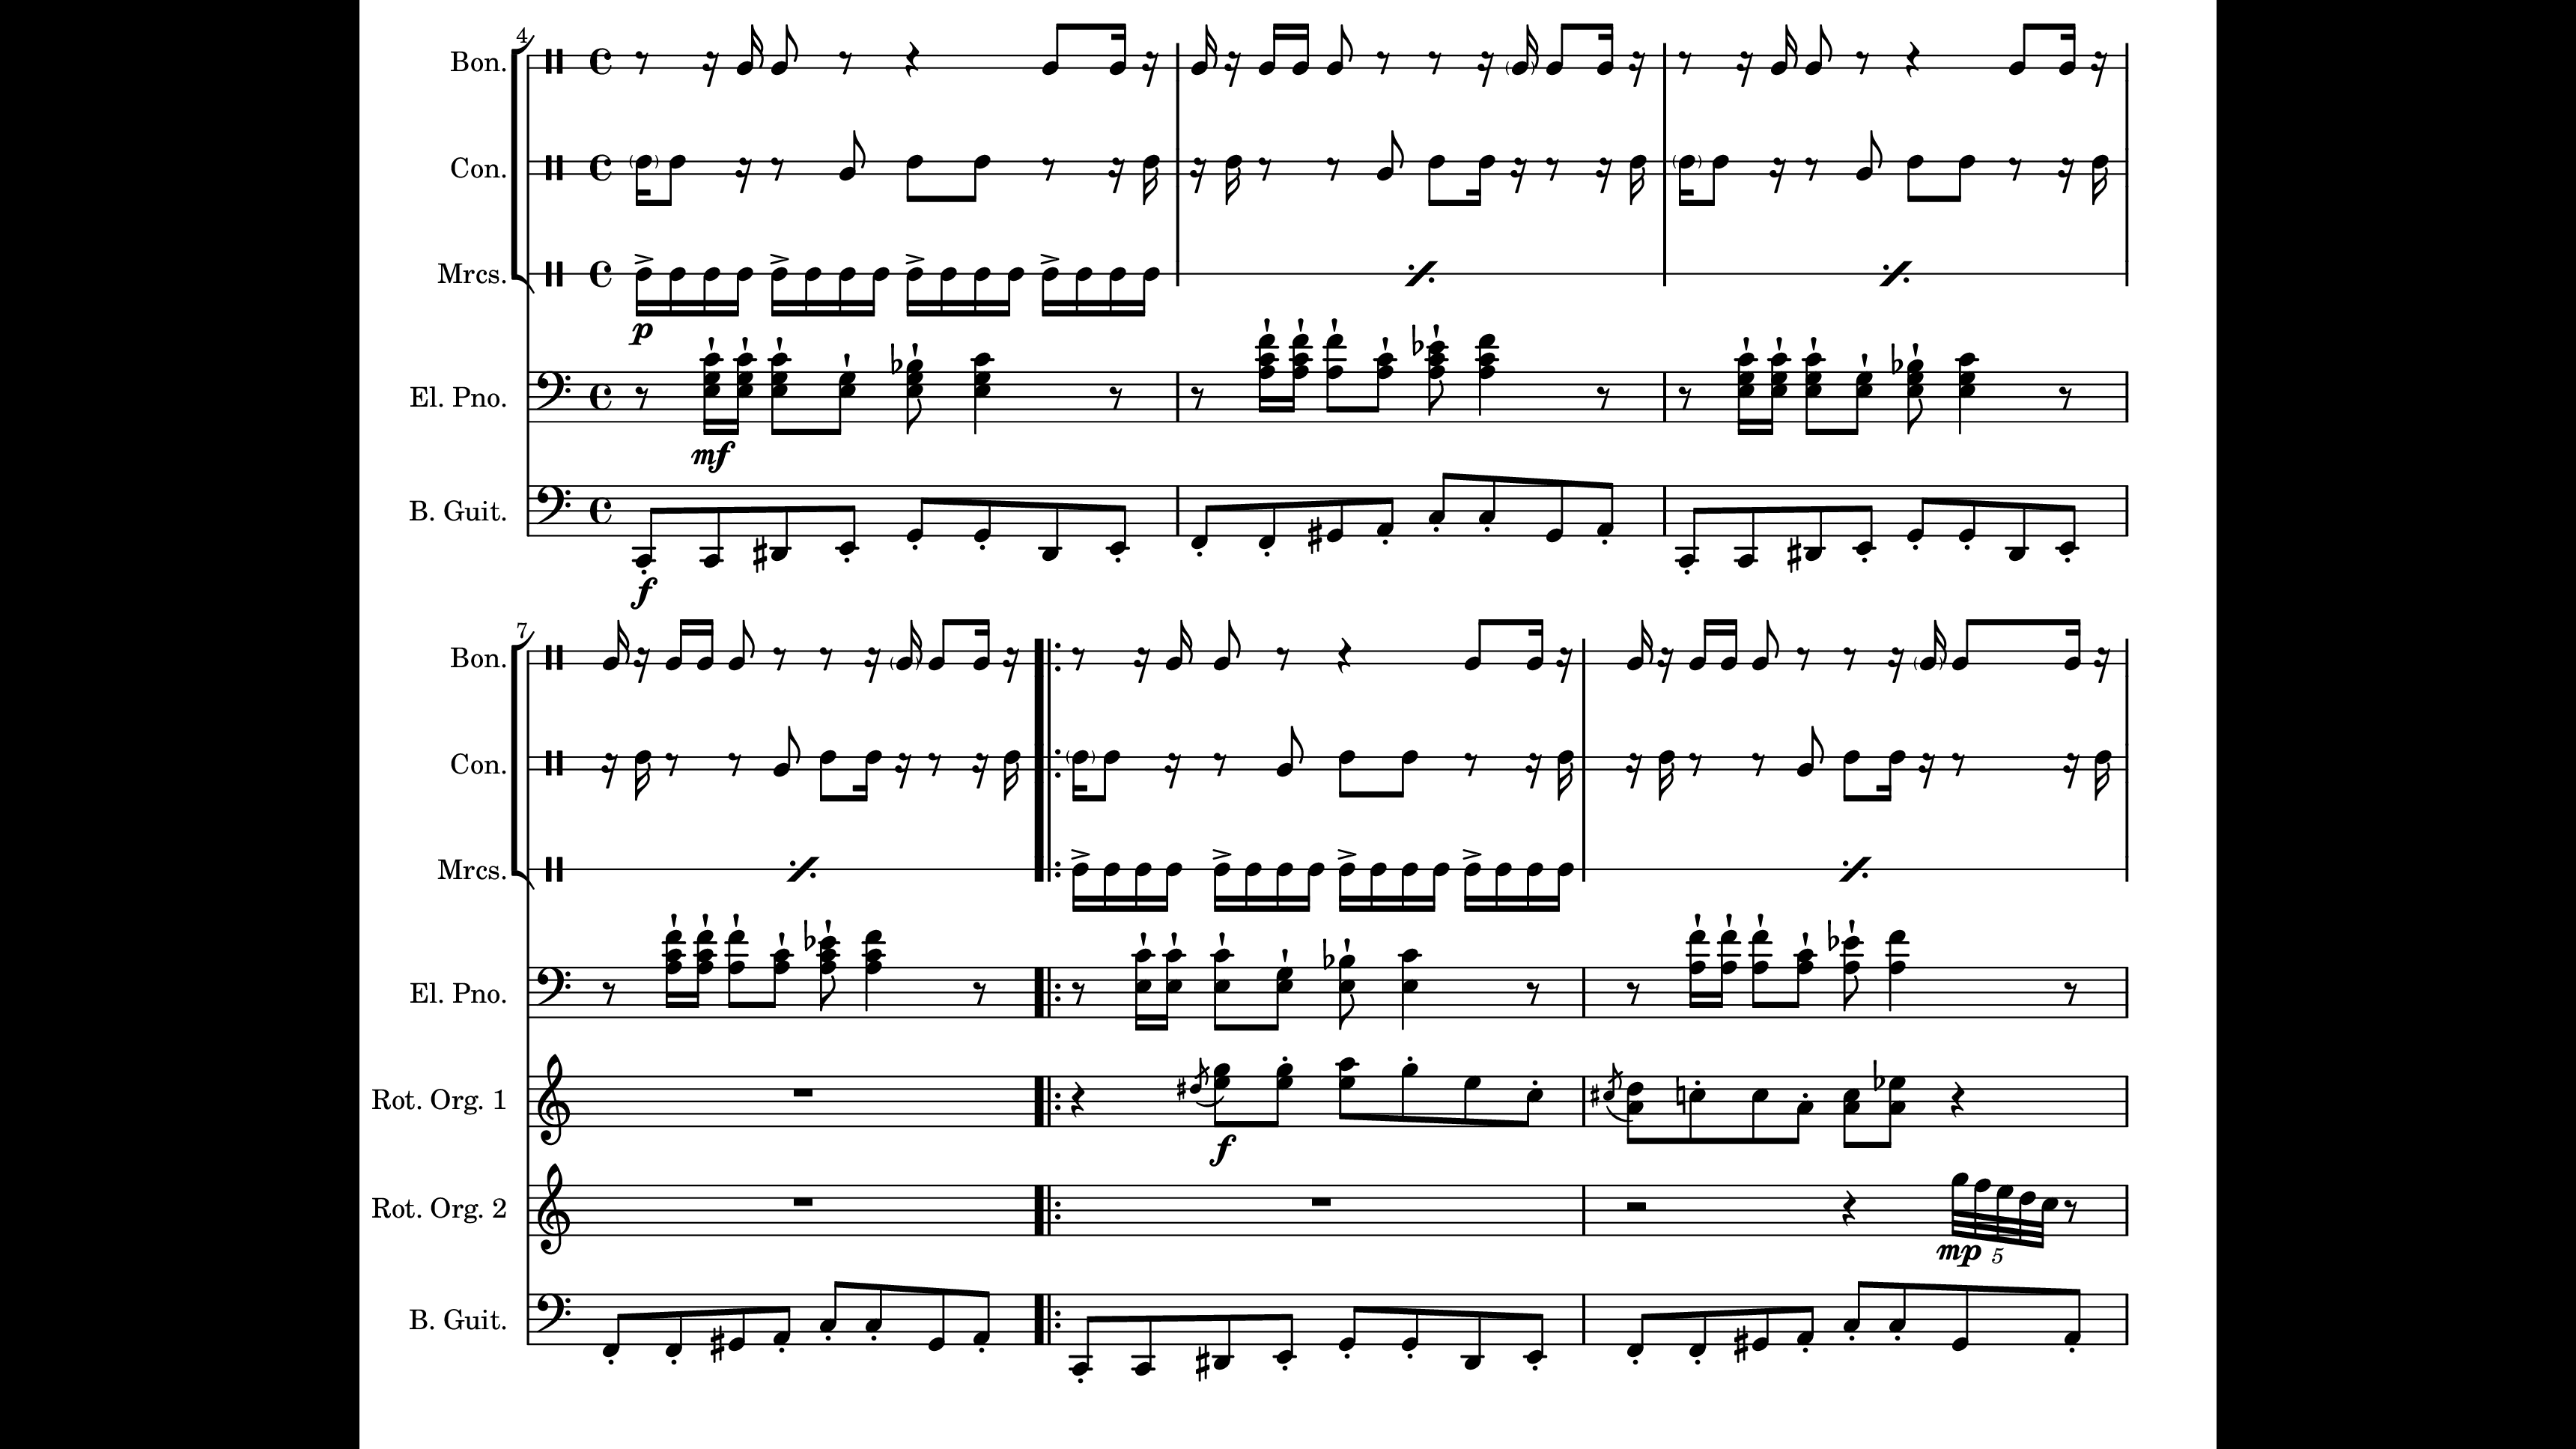 4
Bon.
Con.
Mrcs.
p
El. Pno.
mf
B. Guit.
f
7
Bon.
Con.
Mrcs.
El. Pno.
Rot. Org. 1
f
Rot. Org. 2
mp
5
B. Guit.